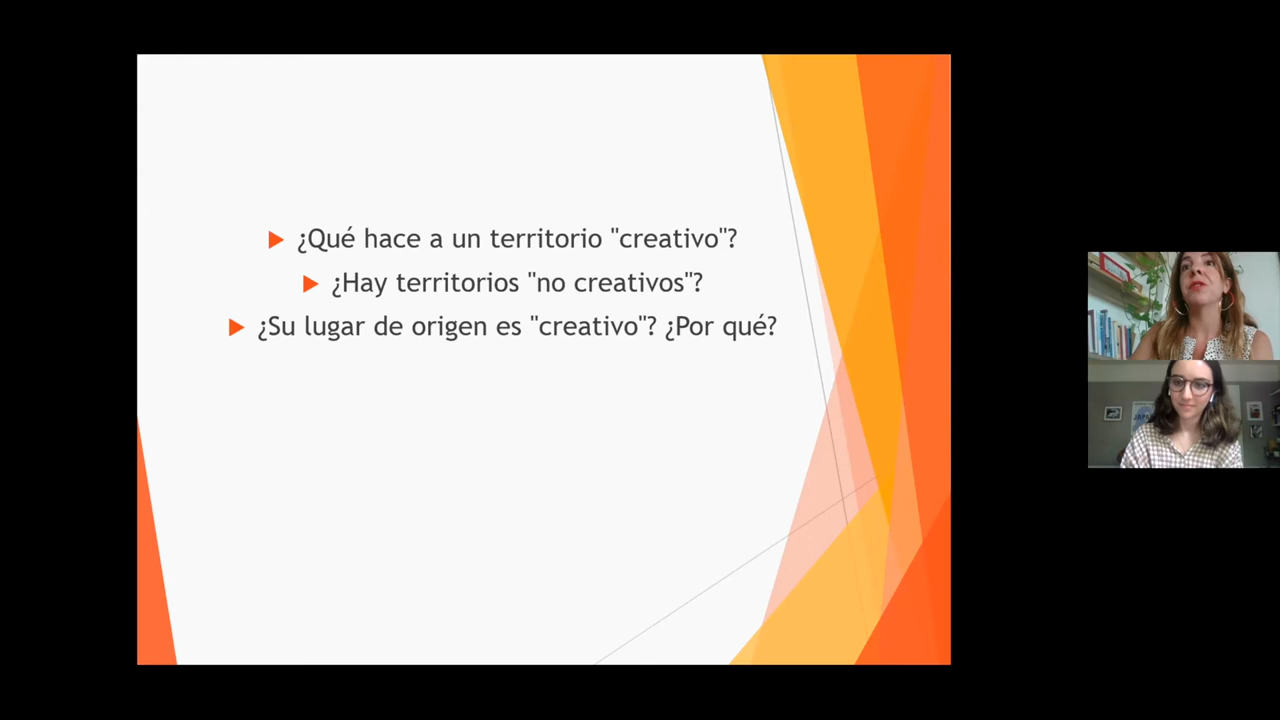 ¿Qué hace a un territorio "creativo"?
¿Hay territorios "no creativos"?
¿Su lugar de origen es "creativo"? ¿Por qué?